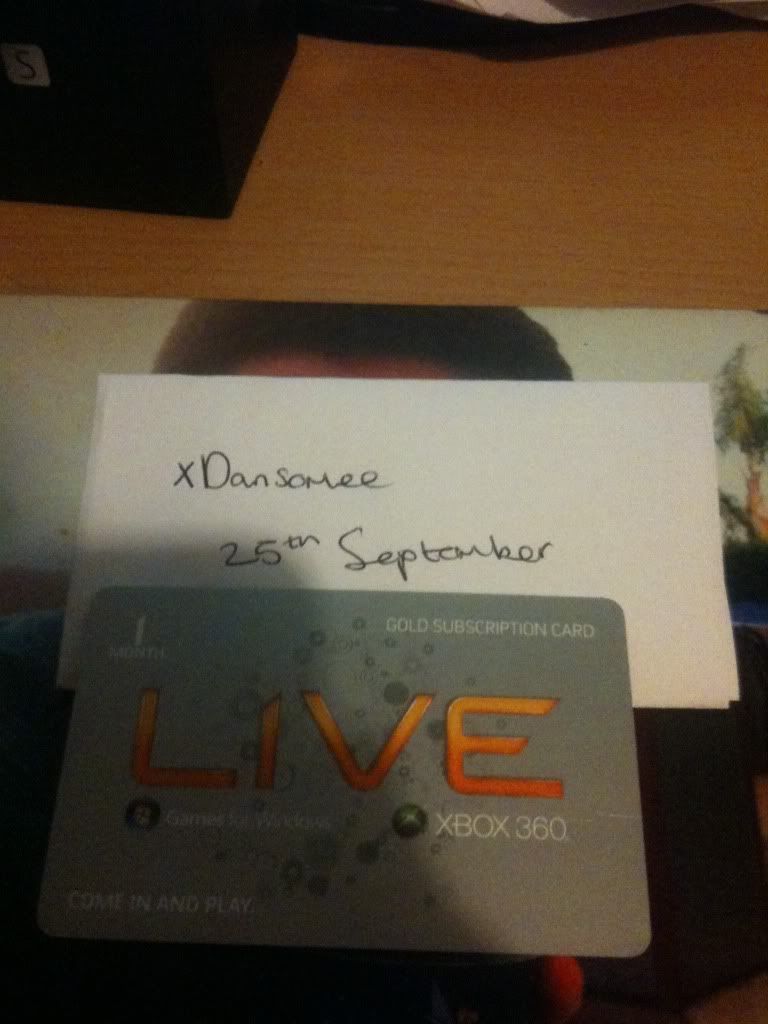 S
xDansomee
25th September
1
MONTH
GOLD SUBSCRIPTION CARD
LIVE
Games for Windows
XBOX 360
COME IN AND PLAY.